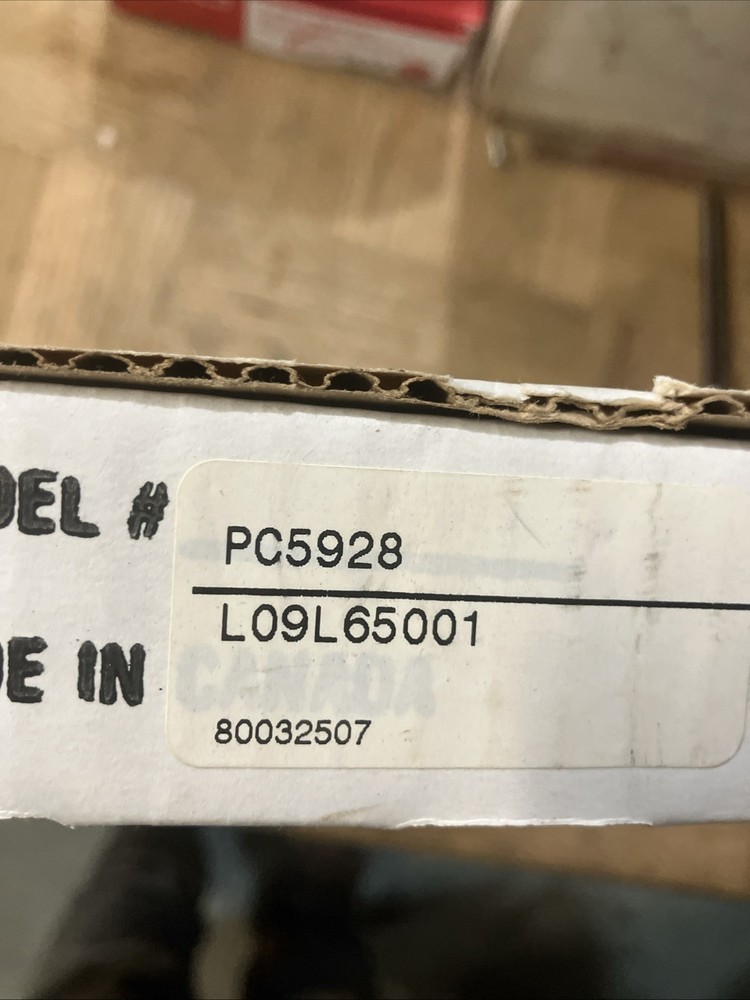 DEL #
PC5928
L09L65001
DE IN CANADA
80032507